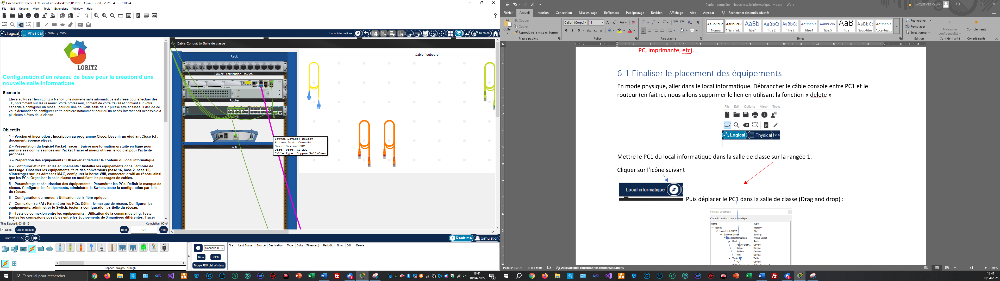 Cisco Packet Tracer - C:\Users\Cédric\Desktop\TP Prof - 3.pka - Guest - 2025-04-10 15:01:24
File Edit Options View Tools Extensions Window Help
Logical Physical x: 9892m, y: 6569m
Local informatique 10:39:00
LORITZ
Configuration d'un réseau de base pour la création d'une
nouvelle salle informatique
Scénario
Elève au lycée Henri Loritz à Nancy, une nouvelle salle informatique est créée pour effectuer des
TP, notamment sur les réseaux. Votre professeur, content de votre travail et confiant sur votre
capacité à configurer un réseau pour qu'une nouvelle salle de TP puisse être finalisée, il décide de
vous demander de configurer cette dernière notamment pour qu'un accès Internet soit accessible à
plusieurs élèves de la classe.
Objectifs
1 – Version et inscription : Inscription au programme Cisco. Devenir un étudiant Cisco (cf :
document réponse élève).
2 – Présentation du logiciel Packet Tracer : Suivre une formation gratuite en ligne pour
parfaire ses connaissances sur Packet Tracer et mieux utiliser le logiciel pour l'activité
proposée.
3 – Préparation des équipements : Observer et détailler le contenu du local informatique.
4 – Configurer et installer les équipements : Installer les équipements dans l'armoire de
brassage. Observer les équipements, faire des conversions (base 16, base 2, base 10),
s'interroger sur les adresses MAC, configurer la borne Wifi, connecter le wifi au réseau ainsi
que les PCs. Organiser la salle classe en modifiant les passages de câbles.
5 – Paramétrage et sécurisation des équipements : Paramétrer les PCs. Définir le masque de
réseau. Configurer les équipements, administrer le Switch, tester la configuration partielle
du réseau.
6 – Configuration du routeur : Utilisation de la fibre optique.
7 – Connexion au FAI : Paramétrer les PCs. Définir le masque de réseau. Configurer les
équipements, administrer le Switch, tester la configuration partielle du réseau.
8 – Tests de connexion entre les équipements : Utilisation de la commande ping. Tester
toutes les connexions possibles entre les équipements de 3 manières différentes. Tracer
Time Elapsed: 03:35:13 Completion: 90%*
Dock Check Results Back 1/1 Next
<< Cable Conduit to Salle de classe
Rack
Power Distribution Device0
Router
Switch
Wifi
Cable Pegboard
Source Device: Router
Source Port: Console
Dest. Device: PC1
Dest. Port: RS 232
Cable Type: Copper Roll-Over
Time: 02:31:55 Realtime Simulation
Scenario 0
New Delete
Toggle PDU List Window
Fire Last Status Source Destination Type Color Time(sec) Periodic Num Edit Delete
Copper Straight-Through
Taper ici pour rechercher
18:41
10/04/2025
Partie 1 complète - Nouvelle salle informatique - v.docx - Word
JACQUEMET Cédric
Fichier Accueil Insertion Conception Mise en page Références Publipostage Révision Affichage Aide Acrobat Rechercher des outils adaptés
Coller
Couper
Copier
Reproduire la mise en forme
Presse-papiers
Calibri (Corps) 11
G I S abc
Police
Paragraphe
¶ Normal ¶ Sans int... Titre 1 Titre 2 Titre 3 Titre 4 Titre 5 Titre Sous-titre Accentuat...
Styles
Rechercher
Remplacer
Sélectionner
Édition
Niveau de
confidentialité
Confidentialité
Compléments
Compléments
PC, imprimante, etc).
6-1 Finaliser le placement des équipements
En mode physique, aller dans le local informatique. Débrancher le câble console entre PC1 et le
routeur (en fait ici, nous allons supprimer le lien en utilisant la fonction « delete »
File Edit Options View Tools
Logical Physical x: 6
Mettre le PC1 du local informatique dans la salle de classe sur la rangée 1.
Cliquer sur l'icône suivant
Local informatique
Puis déplacer le PC1 dans la salle de classe (Drag and drop) :
Physical Locations
Current Location: Local informatique
Name Type
Nancy Intercity
Lycée H. LORITZ City
Salle de classe Building
Local informatique Wiring Closet
Rack Rack
Power Distri... Device
Router Device
Switch Device
Wifi Device
Table Table
PC1 Device
Page 54 sur 71 11134 mots Accessibilité : consultez nos recommandations 170 %
18:41
10/04/2025